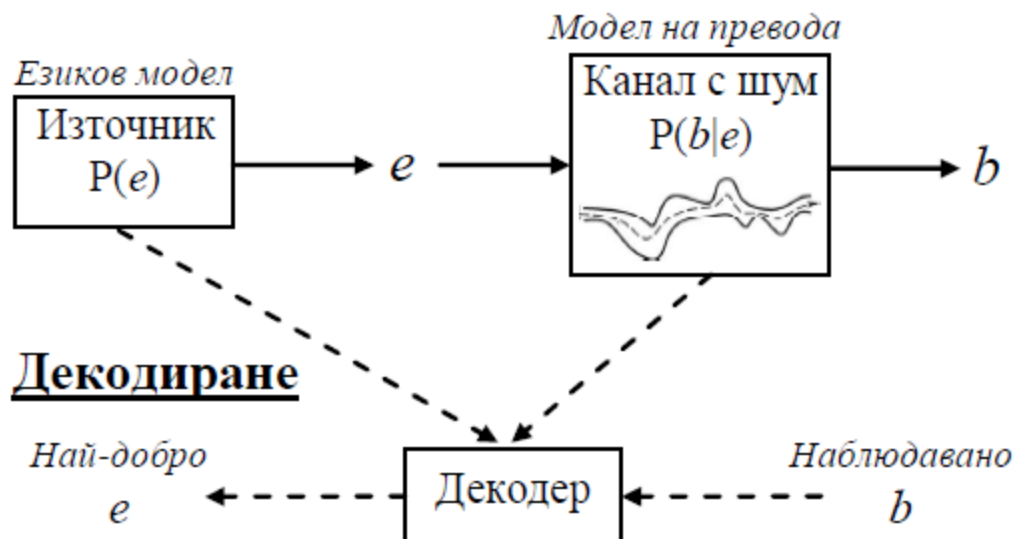 Модел на превода
Езиков модел
Канал с шум
P(b|e)
Източник
P(e)
e
b
Декодиране
Най-добро
e
Декодер
Наблюдавано
b